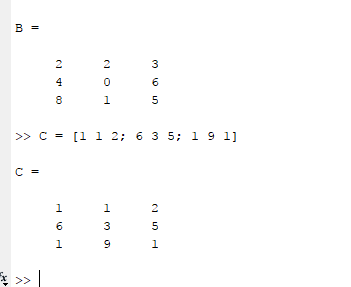 B =
2 2 3
4 0 6
8 1 5
>> C = [1 1 2; 6 3 5; 1 9 1]
C =
1 1 2
6 3 5
1 9 1
fx >>